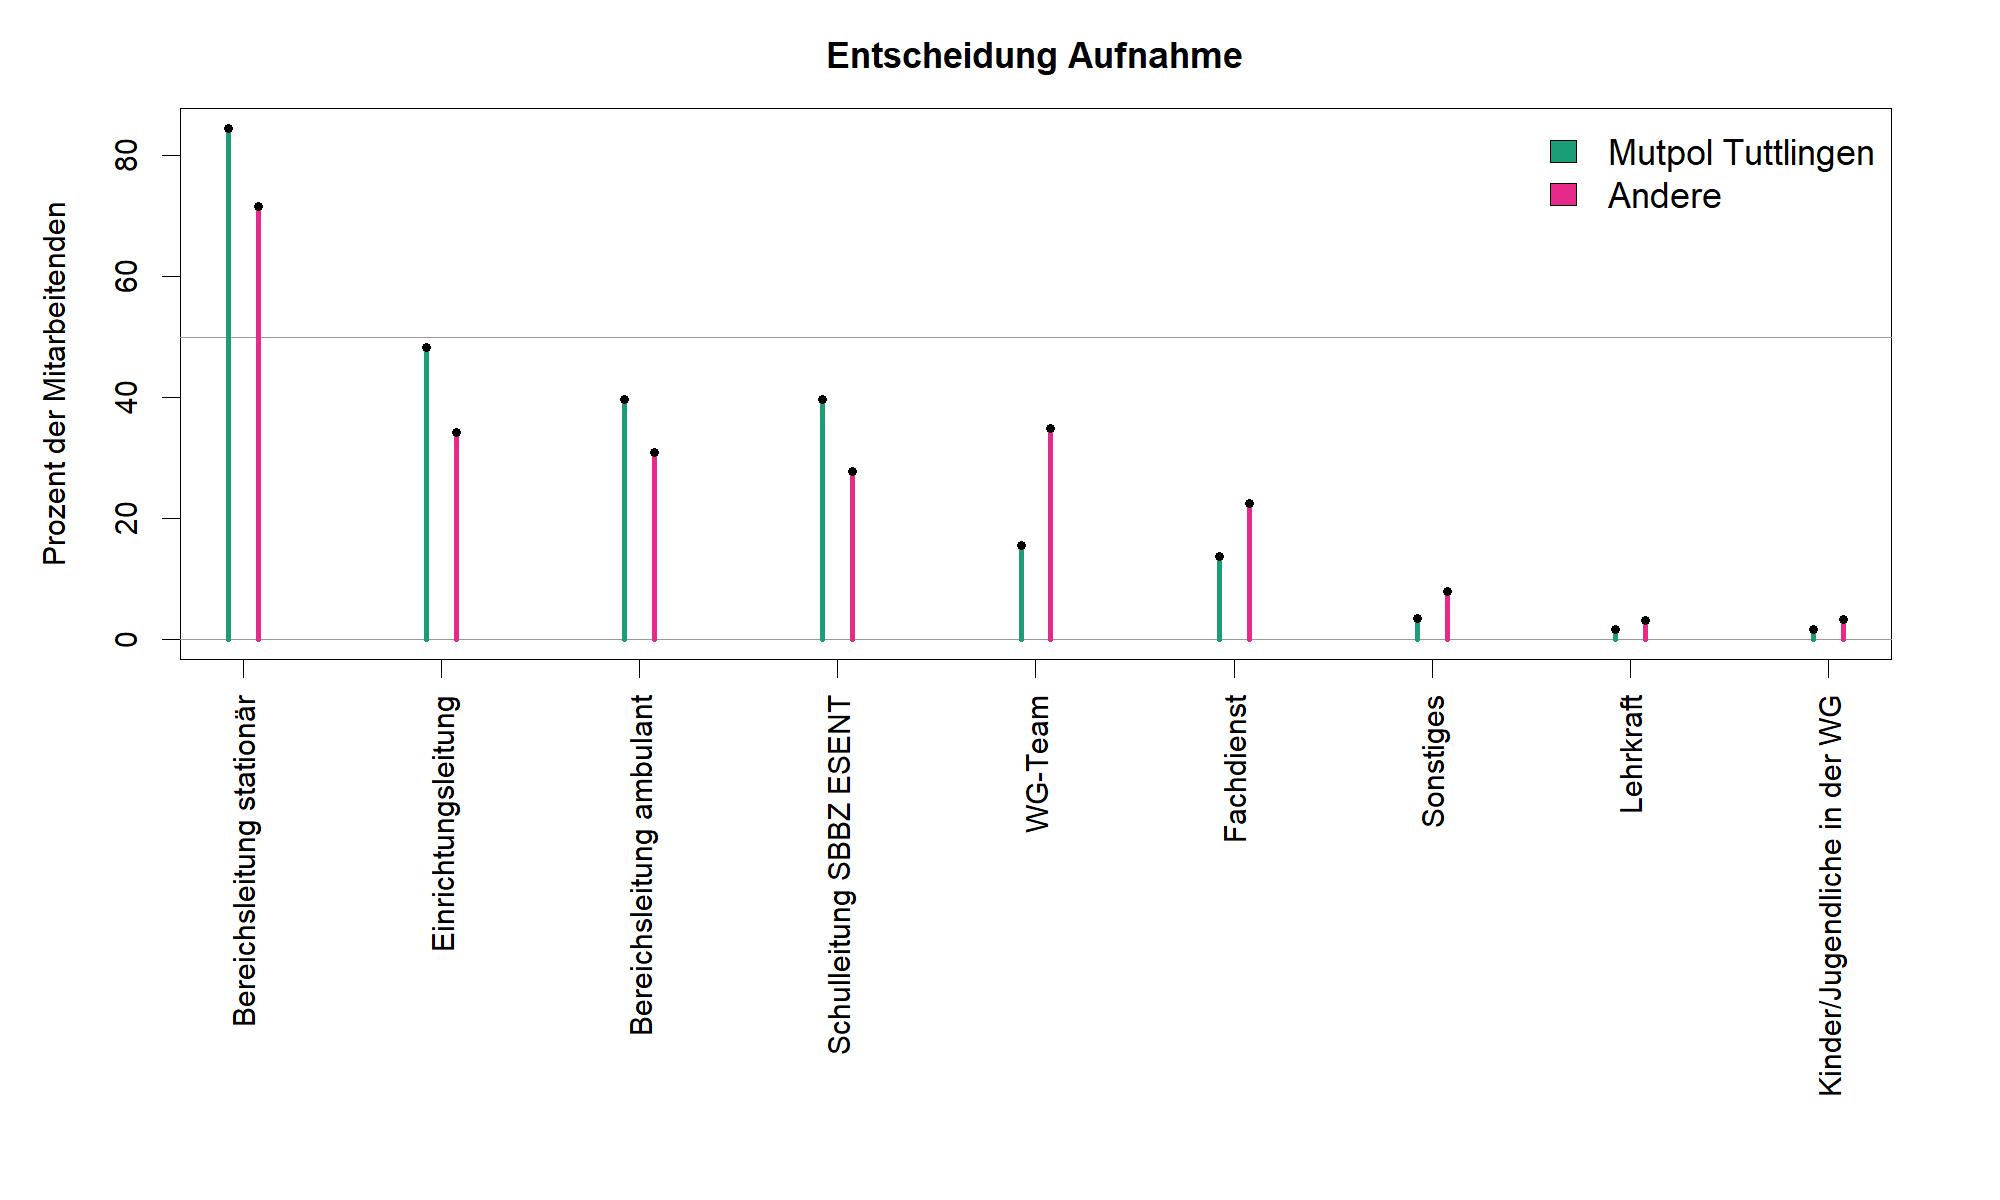 Entscheidung Aufnahme
Mutpol Tuttlingen
Andere
Prozent der Mitarbeitenden
80
60
40
20
0
Bereichsleitung stationär
Einrichtungsleitung
Bereichsleitung ambulant
Schulleitung SBBZ ESENT
WG-Team
Fachdienst
Sonstiges
Lehrkraft
Kinder/Jugendliche in der WG